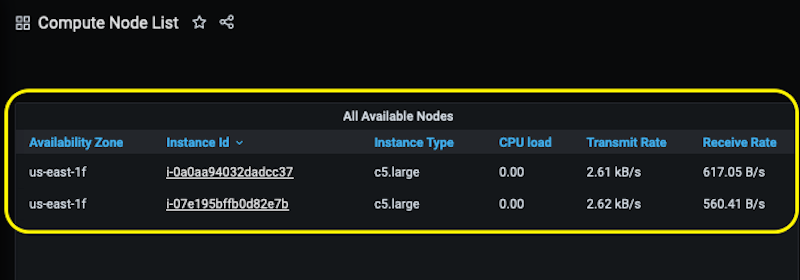 Compute Node List
All Available Nodes
Availability Zone Instance Id Instance Type CPU load Transmit Rate Receive Rate
us-east-1f i-0a0aa94032dadcc37 c5.large 0.00 2.61 kB/s 617.05 B/s
us-east-1f i-07e195bffb0d82e7b c5.large 0.00 2.62 kB/s 560.41 B/s